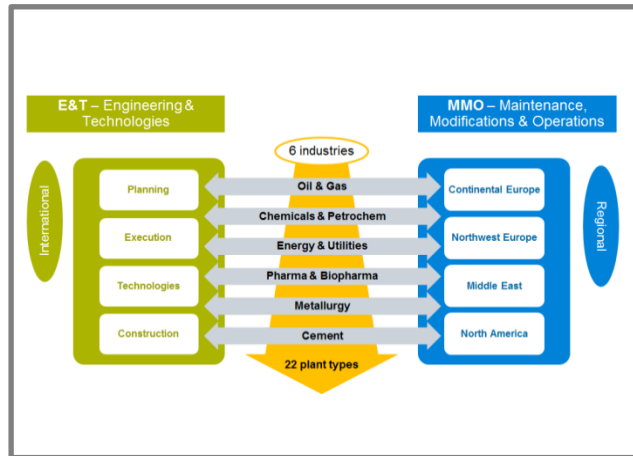 E&T – Engineering &
Technologies
MMO – Maintenance,
Modifications & Operations
6 industries
International
Regional
Planning
Oil & Gas
Continental Europe
Chemicals & Petrochem
Execution
Energy & Utilities
Northwest Europe
Pharma & Biopharma
Technologies
Middle East
Metallurgy
Construction
Cement
North America
22 plant types